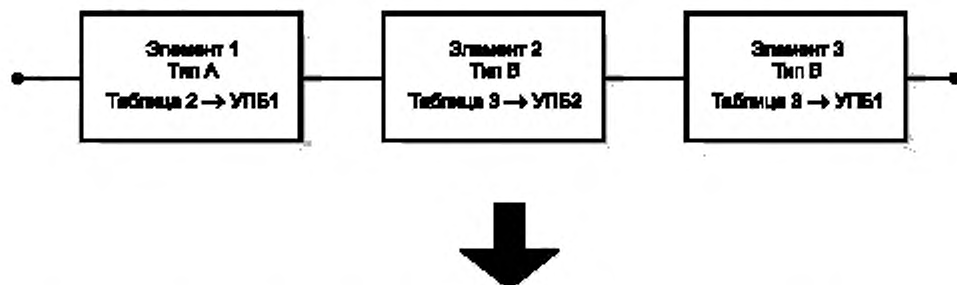 Элемент 1
Тип A
Таблица 2 → УПБ1
Элемент 2
Тип B
Таблица 3 → УПБ2
Элемент 3
Тип B
Таблица 3 → УПБ1